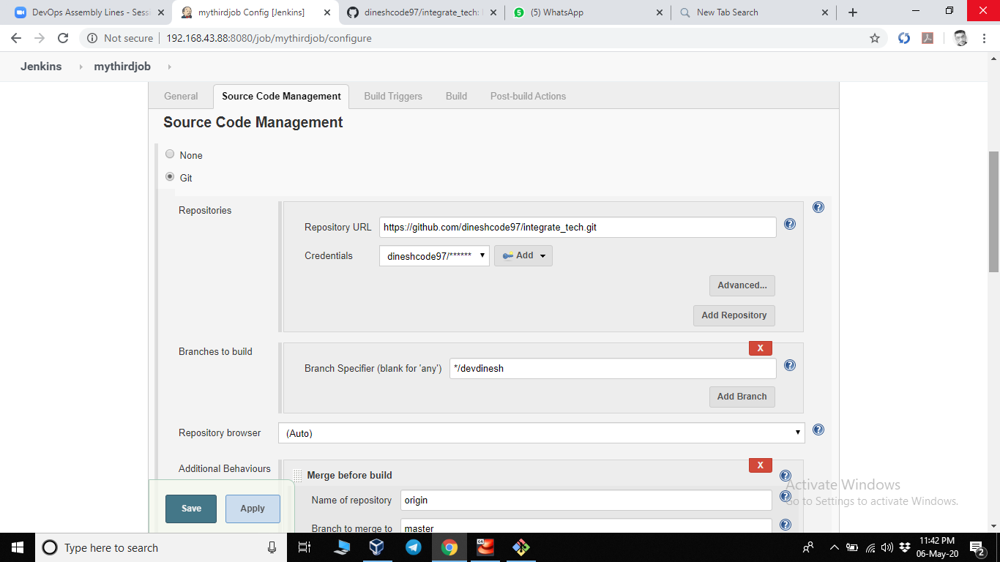 DevOps Assembly Lines - Sess
mythirdjob Config [Jenkins]
dineshcode97/integrate_tech:
5 (5) WhatsApp
New Tab Search
Not secure 192.168.43.88:8080/job/mythirdjob/configure
Jenkins mythirdjob
General Source Code Management Build Triggers Build Post-build Actions
Source Code Management
None
Git
Repositories
Repository URL https://github.com/dineshcode97/integrate_tech.git
Credentials dineshcode97/****** Add
Advanced...
Add Repository
X
Branches to build
Branch Specifier (blank for 'any') */devdinesh
Add Branch
Repository browser (Auto)
X
Additional Behaviours
Merge before build
Name of repository origin
Branch to merge to master
Save Apply
Activate Windows
Go to Settings to activate Windows.
Type here to search
11:42 PM
06-May-20
2